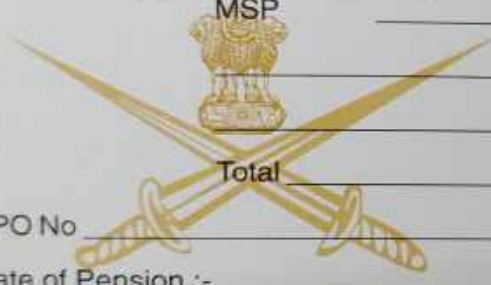 MSP
Total
PO No
ate of Pension :-